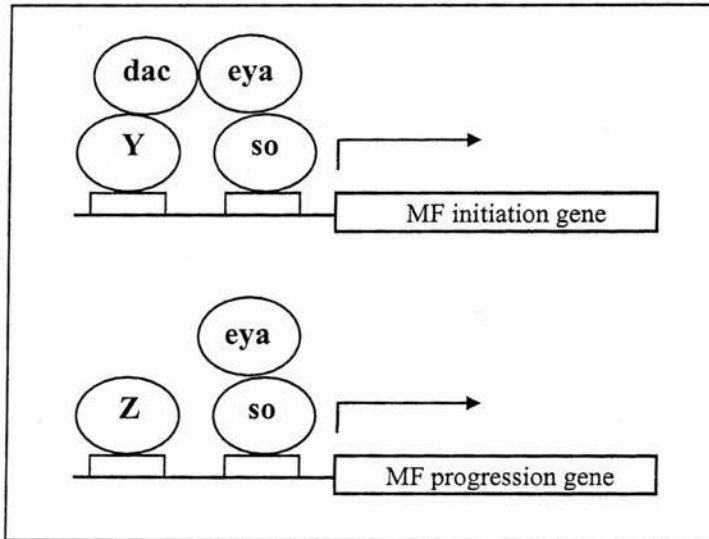 dac eya
Y so
MF initiation gene
eya
Z so
MF progression gene